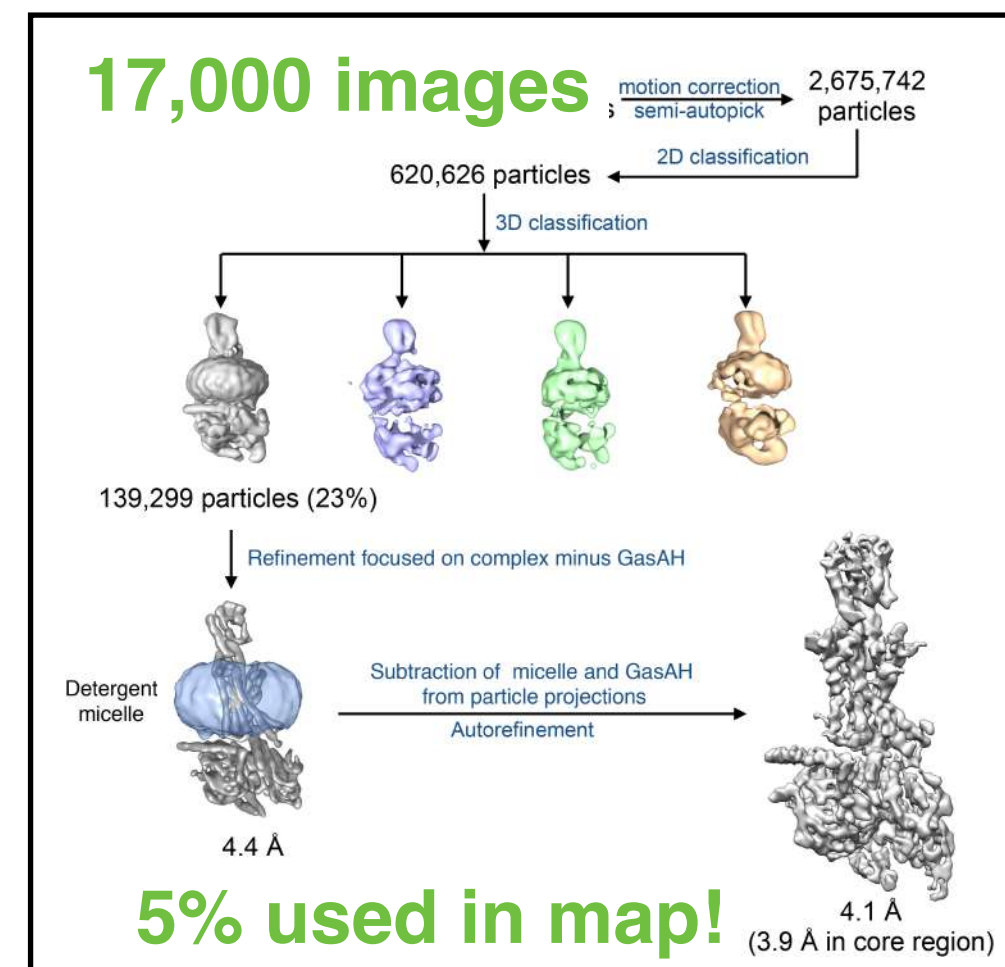 17,000 images
s
motion correction
semi-autopick
2,675,742
particles
2D classification
620,626 particles
3D classification
139,299 particles (23%)
Refinement focused on complex minus GasAH
Detergent
micelle
Subtraction of micelle and GasAH
from particle projections
Autorefinement
4.4 Å
4.1 Å
(3.9 Å in core region)
5% used in map!